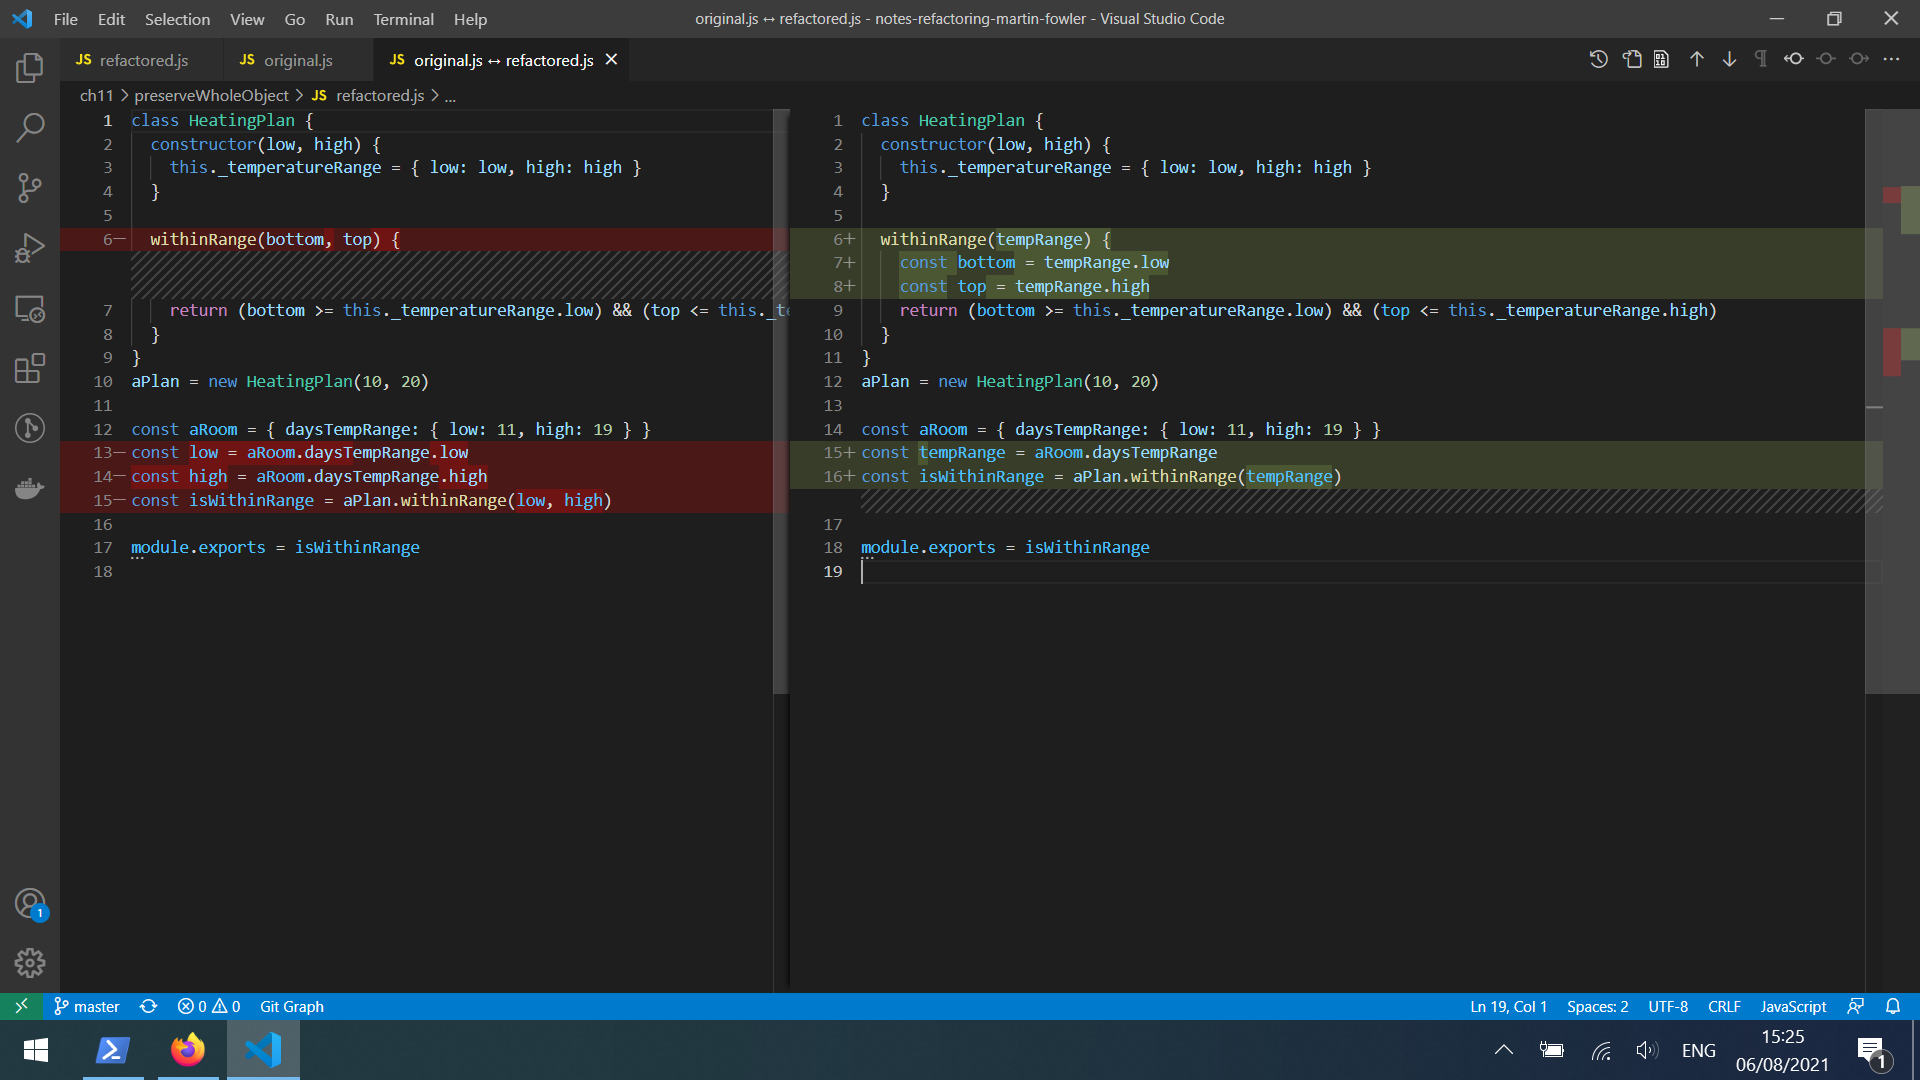 File Edit Selection View Go Run Terminal Help
original.js ↔ refactored.js - notes-refactoring-martin-fowler - Visual Studio Code
JS refactored.js
JS original.js
JS original.js ↔ refactored.js
ch11 > preserveWholeObject > JS refactored.js > ...
1 class HeatingPlan {
2 constructor(low, high) {
3 this._temperatureRange = { low: low, high: high }
4 }
5
6— withinRange(bottom, top) {
7 return (bottom >= this._temperatureRange.low) && (top <= this._te
8 }
9 }
10 aPlan = new HeatingPlan(10, 20)
11
12 const aRoom = { daysTempRange: { low: 11, high: 19 } }
13— const low = aRoom.daysTempRange.low
14— const high = aRoom.daysTempRange.high
15— const isWithinRange = aPlan.withinRange(low, high)
16
17 module.exports = isWithinRange
18
1 class HeatingPlan {
2 constructor(low, high) {
3 this._temperatureRange = { low: low, high: high }
4 }
5
6+ withinRange(tempRange) {
7+ const bottom = tempRange.low
8+ const top = tempRange.high
9 return (bottom >= this._temperatureRange.low) && (top <= this._temperatureRange.high)
10 }
11 }
12 aPlan = new HeatingPlan(10, 20)
13
14 const aRoom = { daysTempRange: { low: 11, high: 19 } }
15+ const tempRange = aRoom.daysTempRange
16+ const isWithinRange = aPlan.withinRange(tempRange)
17
18 module.exports = isWithinRange
19
1
master 0 0 Git Graph
Ln 19, Col 1 Spaces: 2 UTF-8 CRLF JavaScript
ENG
15:25
06/08/2021
1